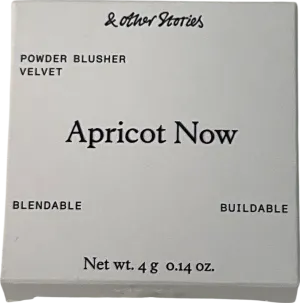 & other Stories
POWDER BLUSHER
VELVET
Apricot Now
BLENDABLE BUILDABLE
Net wt. 4 g 0.14 oz.